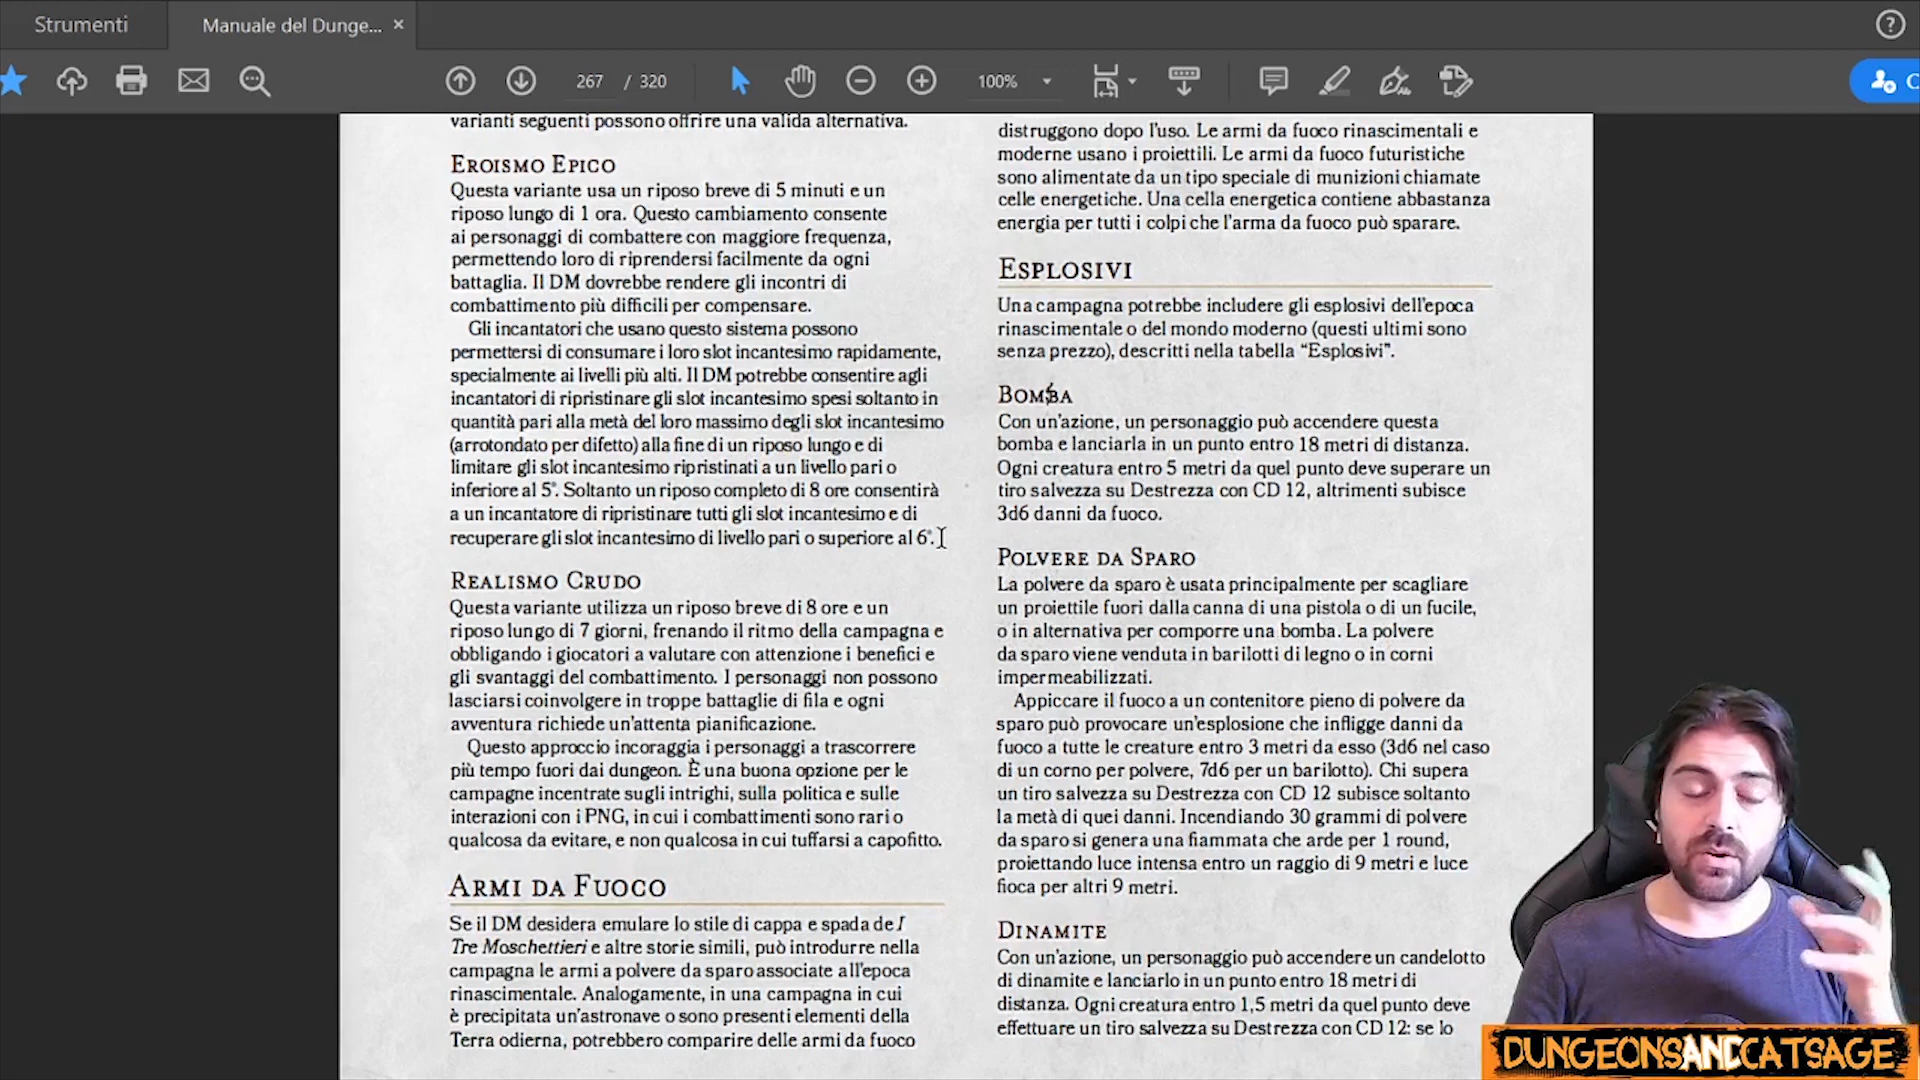 Strumenti
Manuale del Dunge... ×
267 / 320
100%
C
varianti seguenti possono offrire una valida alternativa.
Eroismo Epico
Questa variante usa un riposo breve di 5 minuti e un
riposo lungo di 1 ora. Questo cambiamento consente
ai personaggi di combattere con maggiore frequenza,
permettendo loro di riprendersi facilmente da ogni
battaglia. Il DM dovrebbe rendere gli incontri di
combattimento più difficili per compensare.
Gli incantatori che usano questo sistema possono
permettersi di consumare i loro slot incantesimo rapidamente,
specialmente ai livelli più alti. Il DM potrebbe consentire agli
incantatori di ripristinare gli slot incantesimo spesi soltanto in
quantità pari alla metà del loro massimo degli slot incantesimo
(arrotondato per difetto) alla fine di un riposo lungo e di
limitare gli slot incantesimo ripristinati a un livello pari o
inferiore al 5°. Soltanto un riposo completo di 8 ore consentirà
a un incantatore di ripristinare tutti gli slot incantesimo e di
recuperare gli slot incantesimo di livello pari o superiore al 6°.
Realismo Crudo
Questa variante utilizza un riposo breve di 8 ore e un
riposo lungo di 7 giorni, frenando il ritmo della campagna e
obbligando i giocatori a valutare con attenzione i benefici e
gli svantaggi del combattimento. I personaggi non possono
lasciarsi coinvolgere in troppe battaglie di fila e ogni
avventura richiede un'attenta pianificazione.
Questo approccio incoraggia i personaggi a trascorrere
più tempo fuori dai dungeon. È una buona opzione per le
campagne incentrate sugli intrighi, sulla politica e sulle
interazioni con i PNG, in cui i combattimenti sono rari o
qualcosa da evitare, e non qualcosa in cui tuffarsi a capofitto.
Armi da Fuoco
Se il DM desidera emulare lo stile di cappa e spada de I
Tre Moschettieri e altre storie simili, può introdurre nella
campagna le armi a polvere da sparo associate all'epoca
rinascimentale. Analogamente, in una campagna in cui
è precipitata un'astronave o sono presenti elementi della
Terra odierna, potrebbero comparire delle armi da fuoco
distruggono dopo l'uso. Le armi da fuoco rinascimentali e
moderne usano i proiettili. Le armi da fuoco futuristiche
sono alimentate da un tipo speciale di munizioni chiamate
celle energetiche. Una cella energetica contiene abbastanza
energia per tutti i colpi che l'arma da fuoco può sparare.
Esplosivi
Una campagna potrebbe includere gli esplosivi dell'epoca
rinascimentale o del mondo moderno (questi ultimi sono
senza prezzo), descritti nella tabella “Esplosivi”.
Bomba
Con un'azione, un personaggio può accendere questa
bomba e lanciarla in un punto entro 18 metri di distanza.
Ogni creatura entro 5 metri da quel punto deve superare un
tiro salvezza su Destrezza con CD 12, altrimenti subisce
3d6 danni da fuoco.
Polvere da Sparo
La polvere da sparo è usata principalmente per scagliare
un proiettile fuori dalla canna di una pistola o di un fucile,
o in alternativa per comporre una bomba. La polvere
da sparo viene venduta in barilotti di legno o in corni
impermeabilizzati.
Appiccare il fuoco a un contenitore pieno di polvere da
sparo può provocare un'esplosione che infligge danni da
fuoco a tutte le creature entro 3 metri da esso (3d6 nel caso
di un corno per polvere, 7d6 per un barilotto). Chi supera
un tiro salvezza su Destrezza con CD 12 subisce soltanto
la metà di quei danni. Incendiando 30 grammi di polvere
da sparo si genera una fiammata che arde per 1 round,
proiettando luce intensa entro un raggio di 9 metri e luce
fioca per altri 9 metri.
Dinamite
Con un'azione, un personaggio può accendere un candelotto
di dinamite e lanciarlo in un punto entro 18 metri di
distanza. Ogni creatura entro 1,5 metri da quel punto deve
effettuare un tiro salvezza su Destrezza con CD 12: se lo
DUNGEONSANDCATSAGE